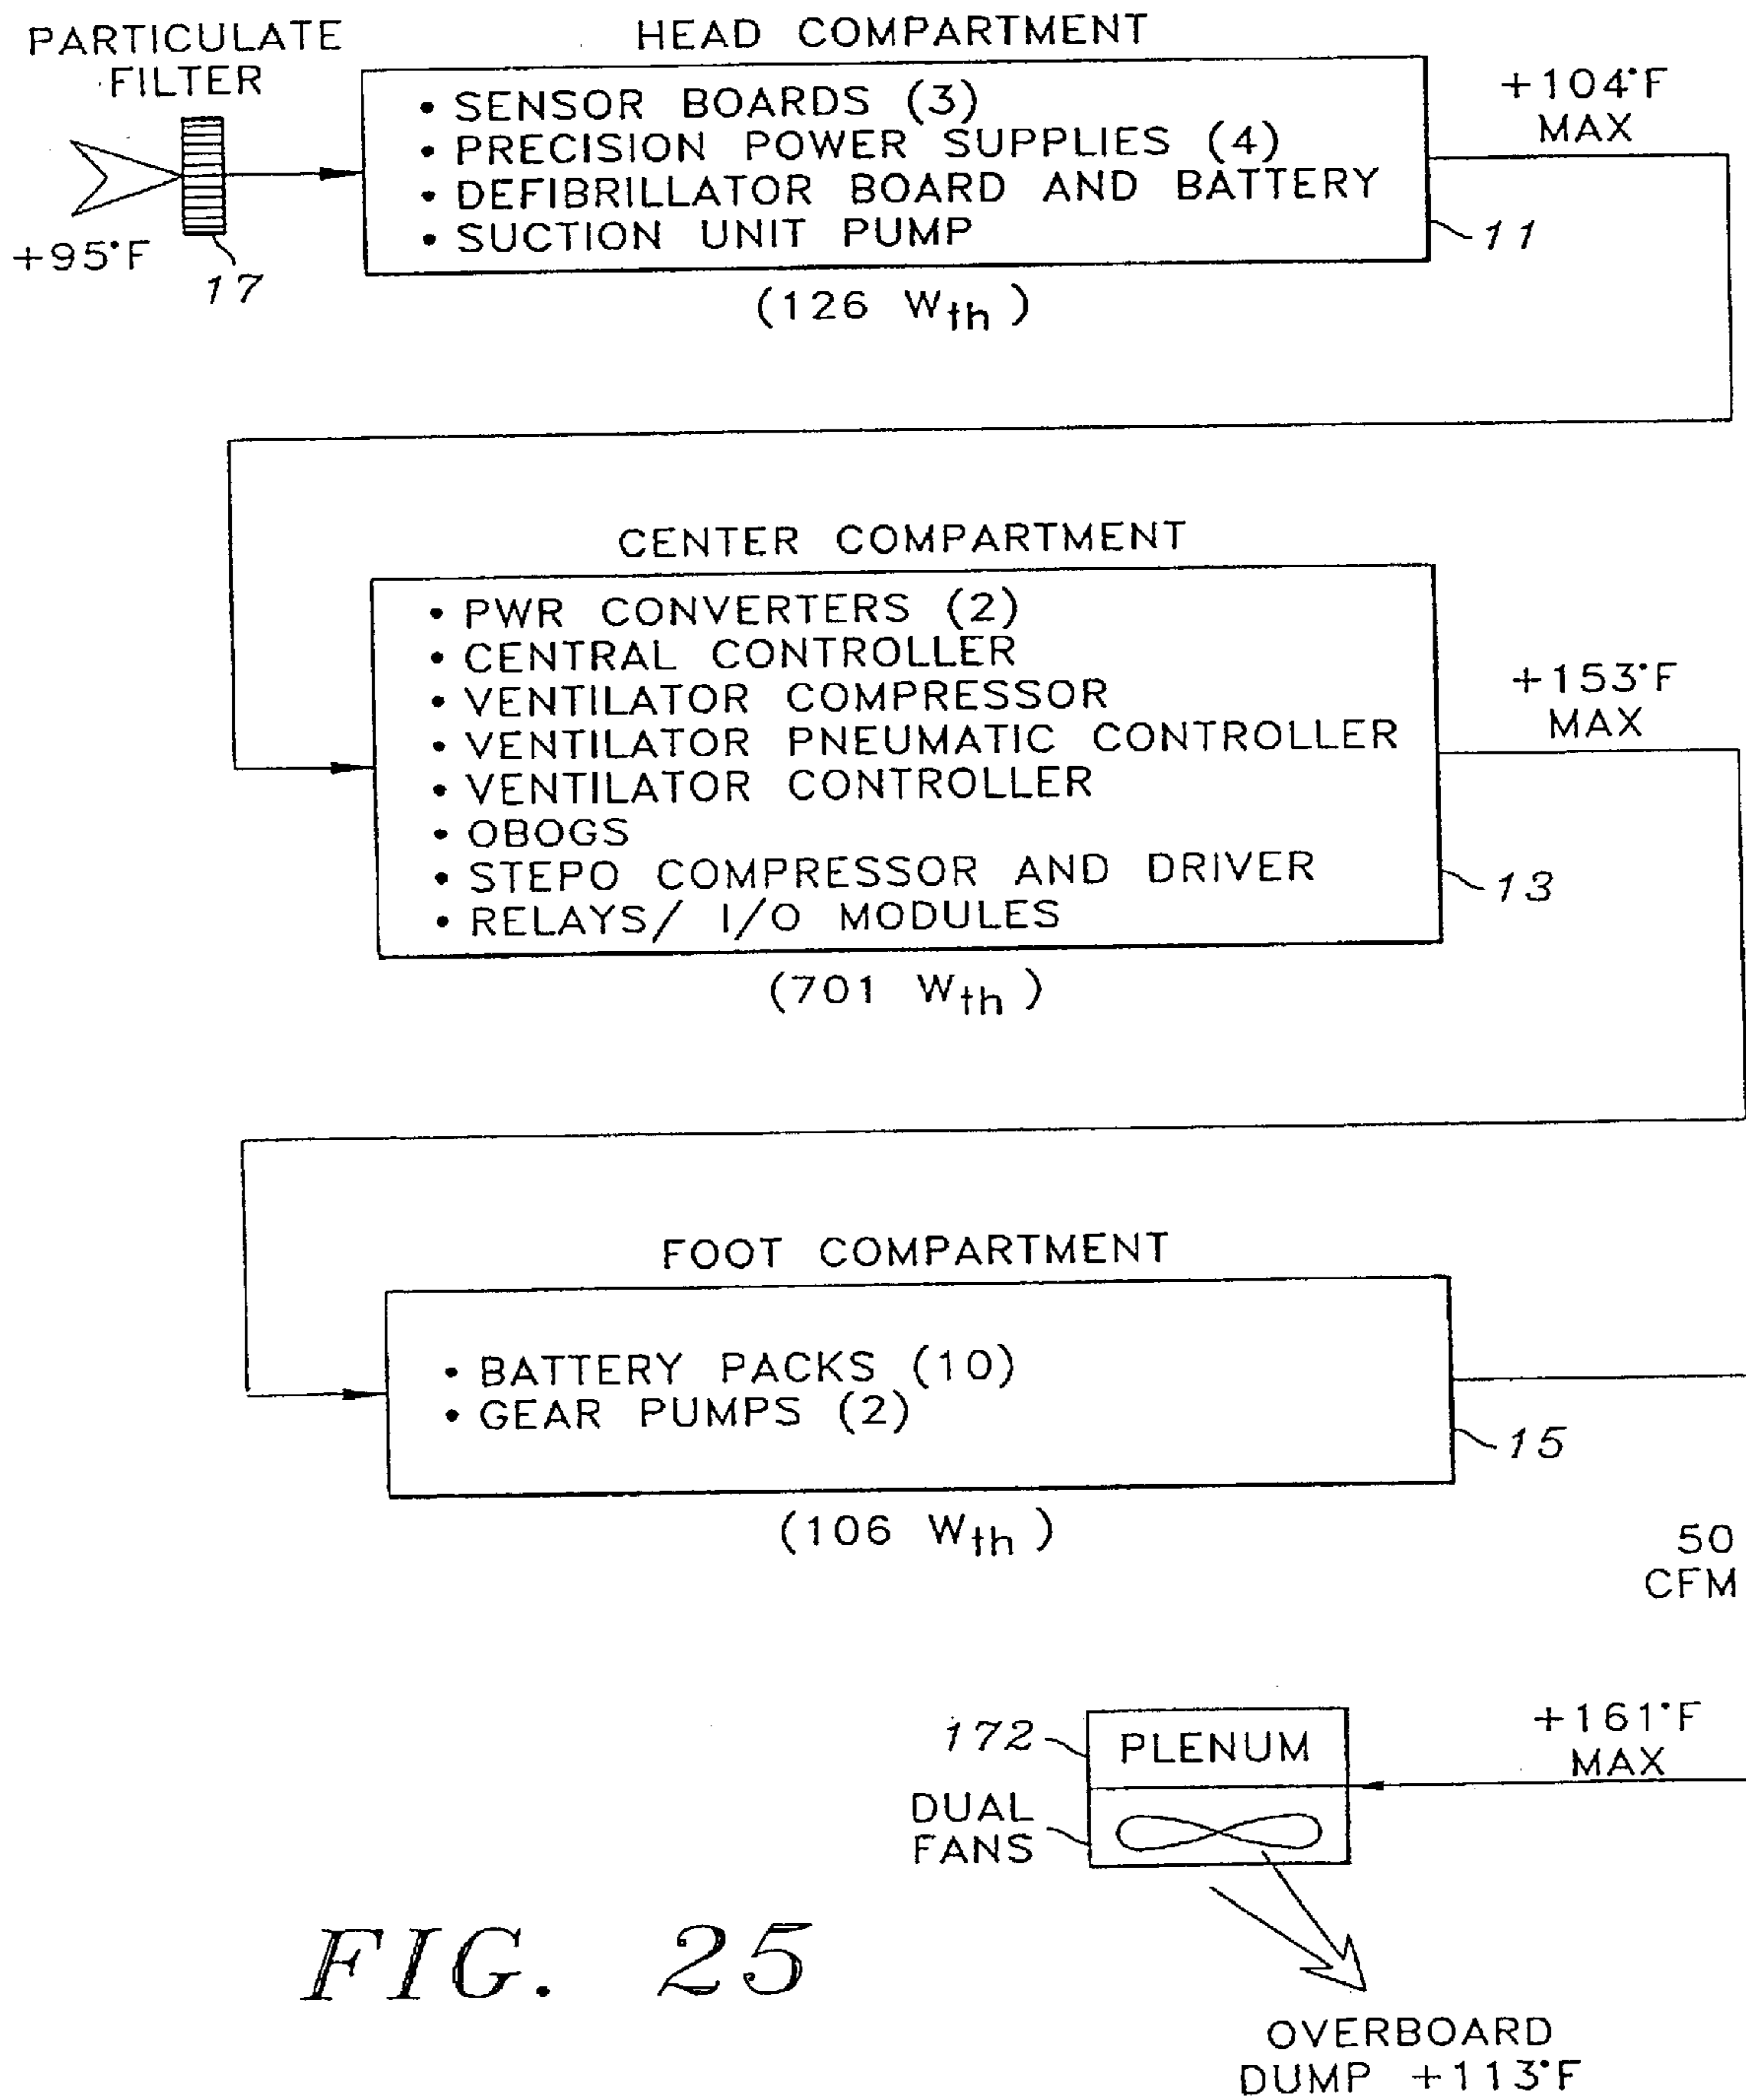 PARTICULATE
FILTER
+95°F
17
HEAD COMPARTMENT
• SENSOR BOARDS (3)
• PRECISION POWER SUPPLIES (4)
• DEFIBRILLATOR BOARD AND BATTERY
• SUCTION UNIT PUMP
11
(126 Wth)
+104°F
MAX
CENTER COMPARTMENT
• PWR CONVERTERS (2)
• CENTRAL CONTROLLER
• VENTILATOR COMPRESSOR
• VENTILATOR PNEUMATIC CONTROLLER
• VENTILATOR CONTROLLER
• OBOGS
• STEPO COMPRESSOR AND DRIVER
• RELAYS/ I/O MODULES
13
(701 Wth)
+153°F
MAX
FOOT COMPARTMENT
• BATTERY PACKS (10)
• GEAR PUMPS (2)
15
(106 Wth)
50
CFM
+161°F
MAX
172
PLENUM
DUAL
FANS
OVERBOARD
DUMP +113°F
FIG. 25